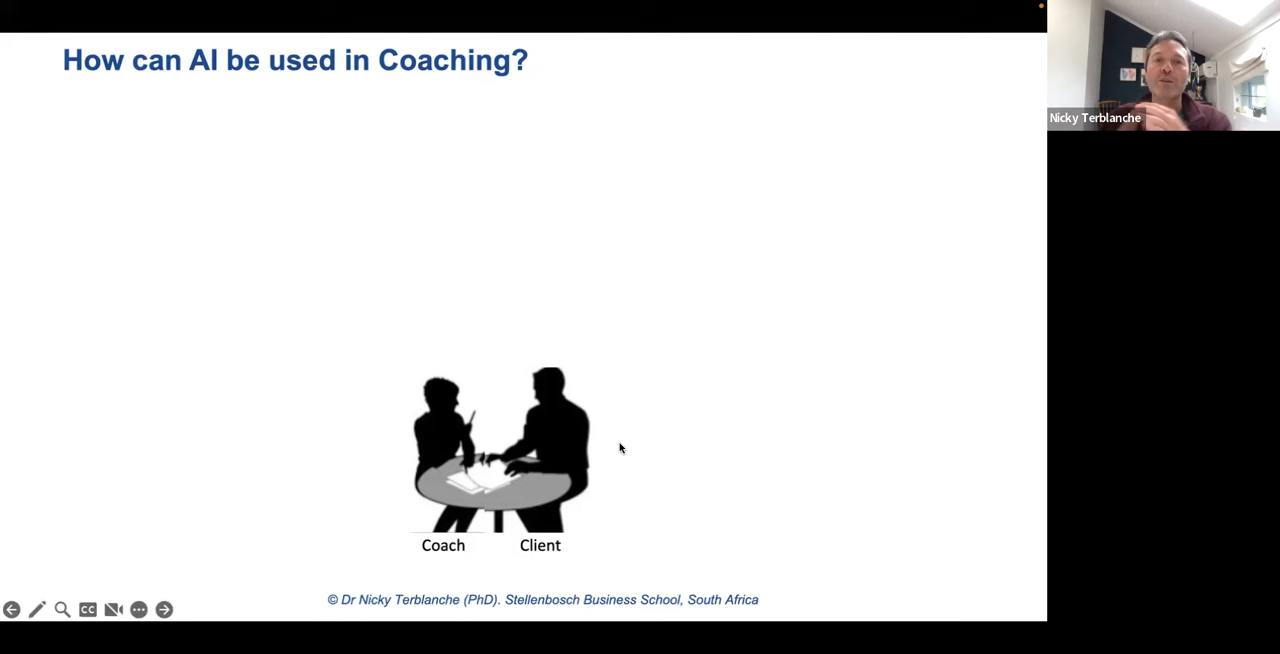 How can AI be used in Coaching?
Nicky Terblanche
Coach
Client
© Dr Nicky Terblanche (PhD). Stellenbosch Business School, South Africa
CC